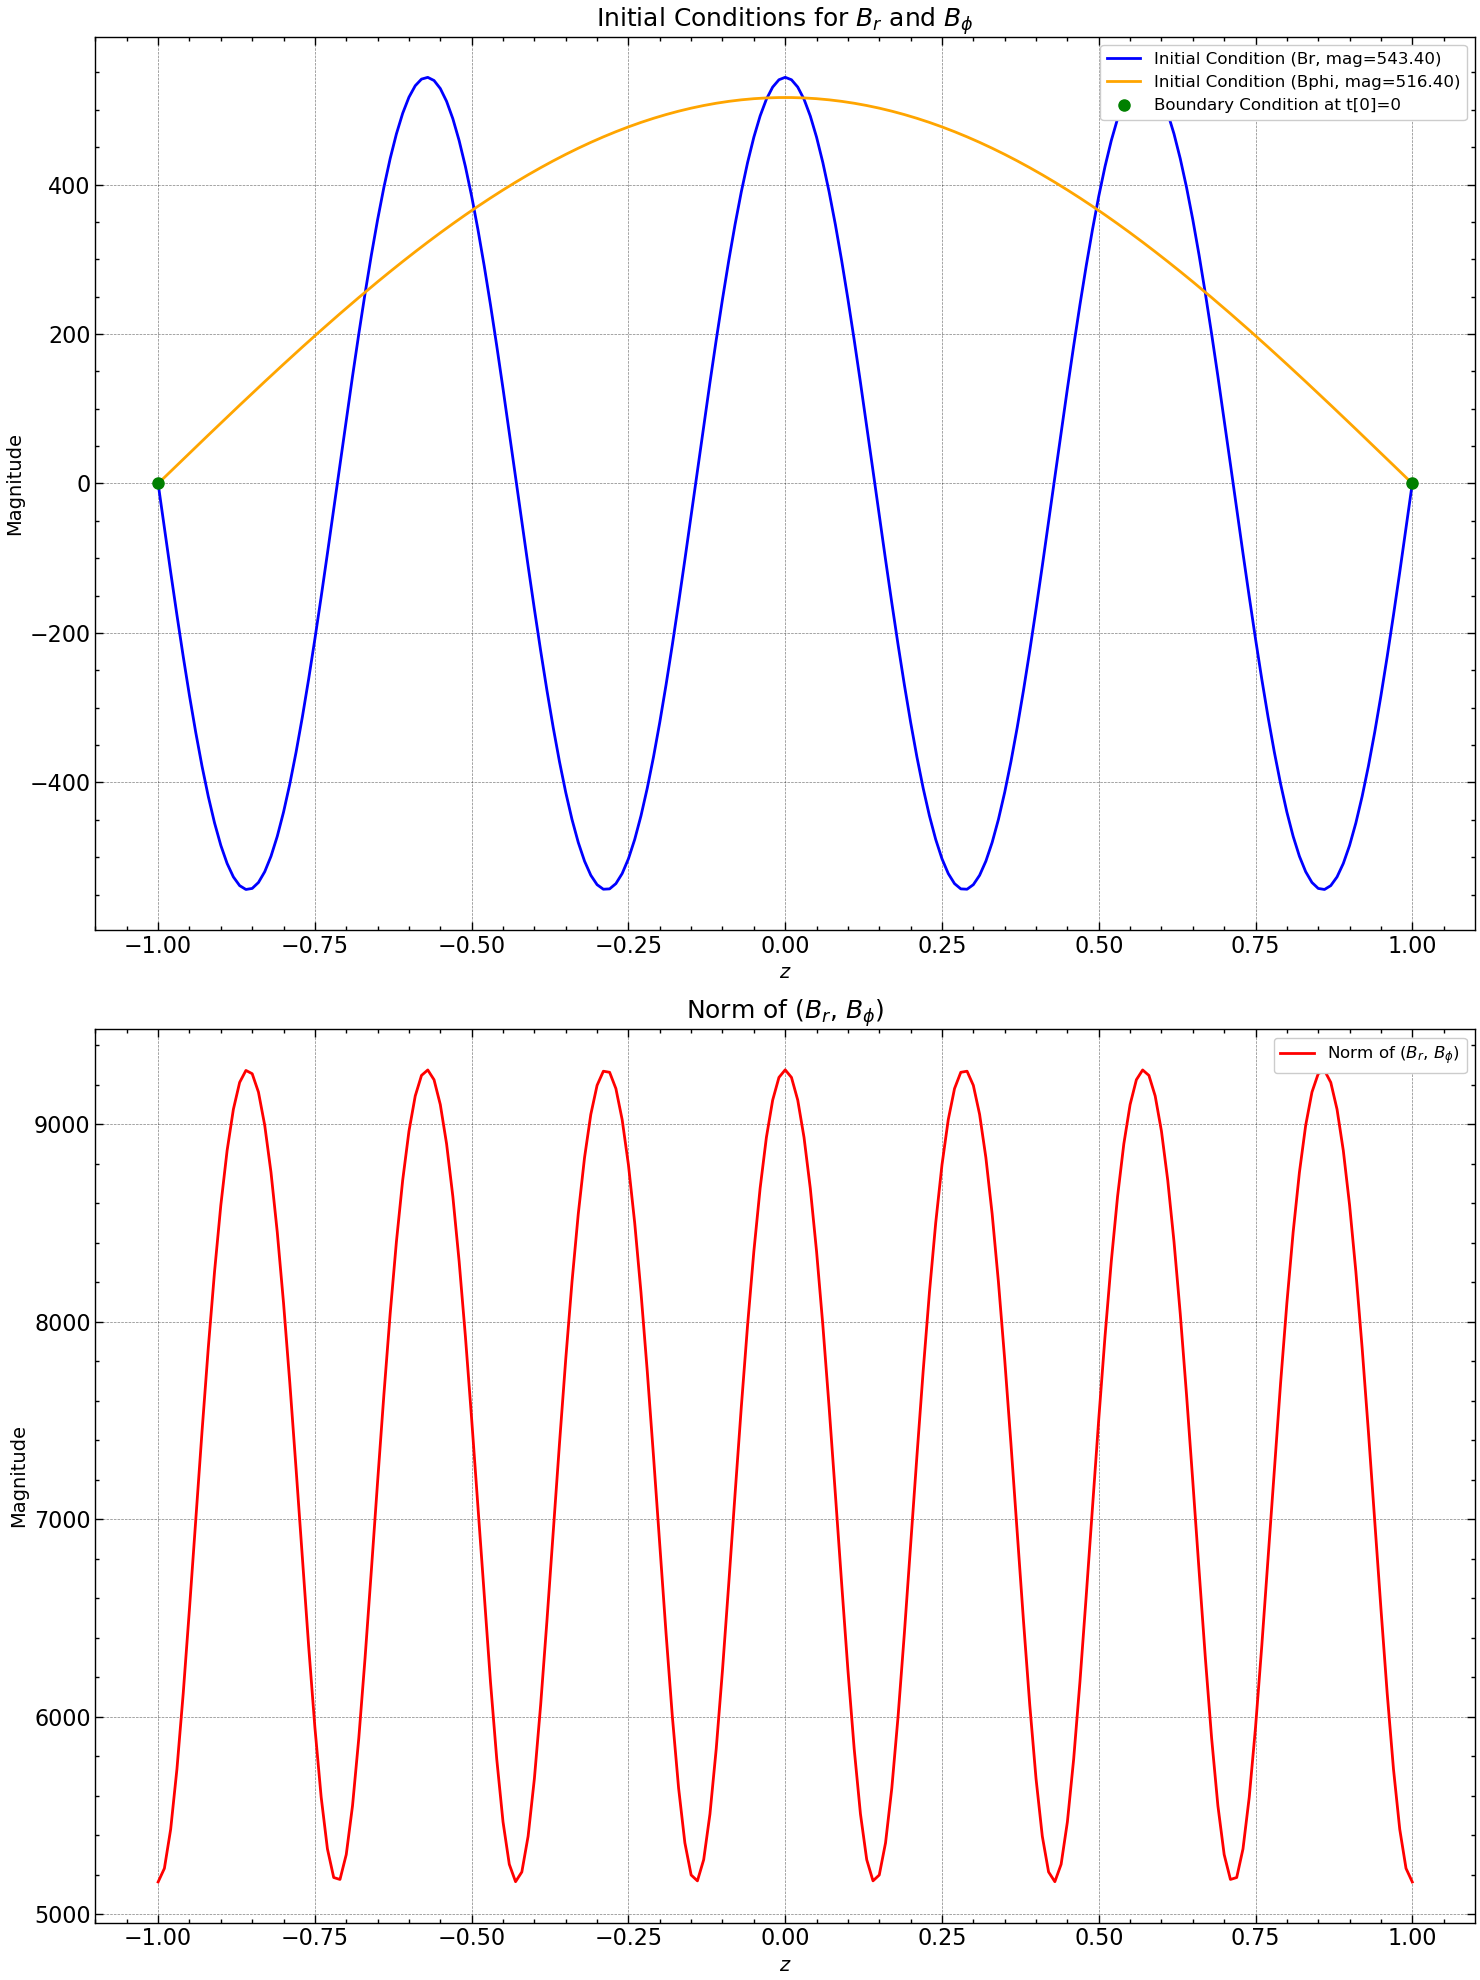 Initial Conditions for B_r and B_ϕ
Initial Condition (Br, mag=543.40)
Initial Condition (Bphi, mag=516.40)
Boundary Condition at t[0]=0
Magnitude
400
200
0
−200
−400
−1.00 −0.75 −0.50 −0.25 0.00 0.25 0.50 0.75 1.00
z
Norm of (B_r, B_ϕ)
Norm of (B_r, B_ϕ)
Magnitude
9000
8000
7000
6000
5000
−1.00 −0.75 −0.50 −0.25 0.00 0.25 0.50 0.75 1.00
z